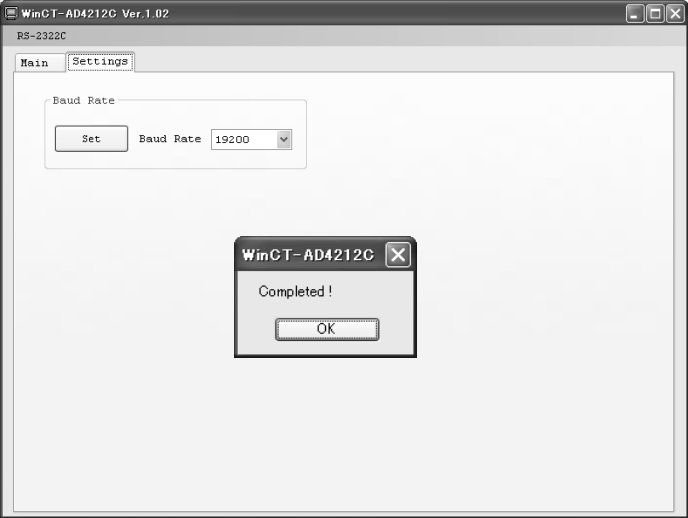 WinCT-AD4212C Ver.1.02
RS-2322C
Main Settings
Baud Rate
Set Baud Rate 19200
WinCT-AD4212C
Completed !
OK